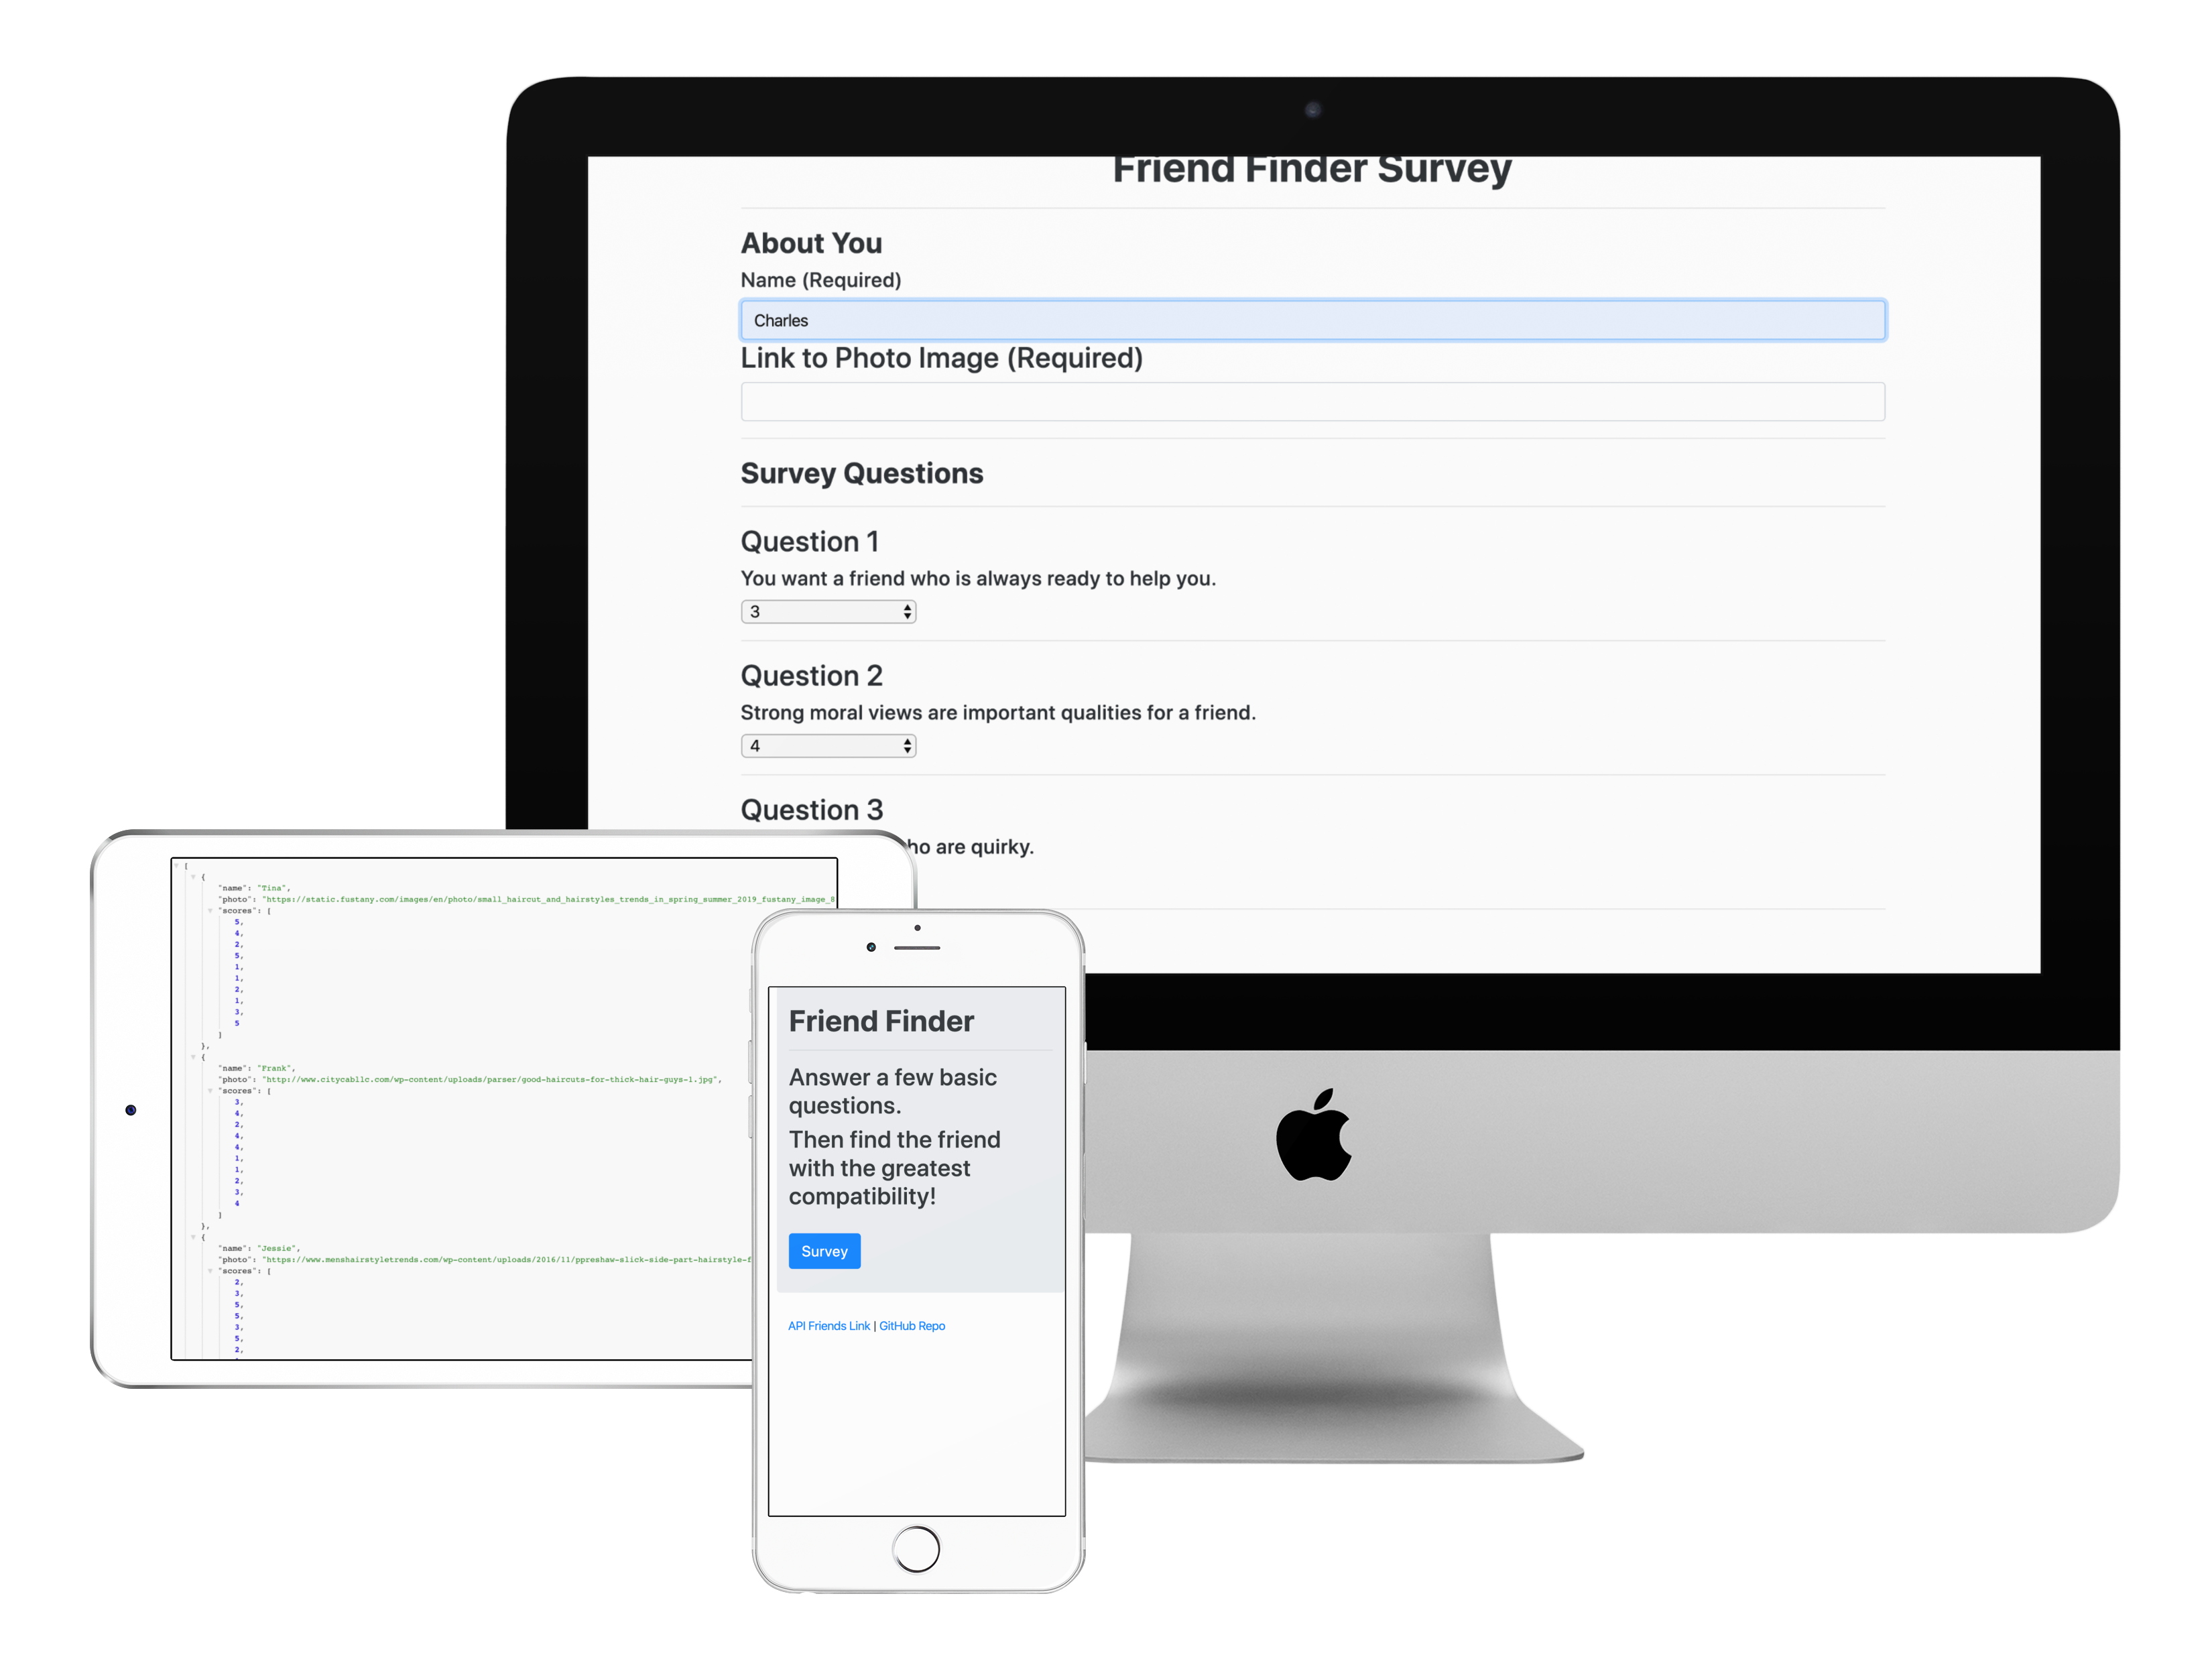 Friend Finder Survey
About You
Name (Required)
Charles
Link to Photo Image (Required)
Survey Questions
Question 1
You want a friend who is always ready to help you.
3
Question 2
Strong moral views are important qualities for a friend.
4
Question 3
are quirky.
[
{
"name": "Tina",
"photo": "https://static.fustany.com/images/en/photo/small_haircut_and_hairstyles_trends_in_spring_summer_2019_fustany_image_8
"scores": [
5,
4,
2,
5,
1,
1,
2,
1,
3,
5
]
},
{
"name": "Frank",
"photo": "http://www.citycabllc.com/wp-content/uploads/parser/good-haircuts-for-thick-hair-guys-1.jpg",
"scores": [
3,
4,
2,
4,
4,
1,
1,
2,
3,
4
]
},
{
"name": "Jessie",
"photo": "https://www.menshairstyletrends.com/wp-content/uploads/2016/11/ppreshaw-slick-side-part-hairstyle-f
"scores": [
2,
3,
5,
5,
3,
5,
2,
Friend Finder
Answer a few basic
questions.
Then find the friend
with the greatest
compatibility!
Survey
API Friends Link | GitHub Repo